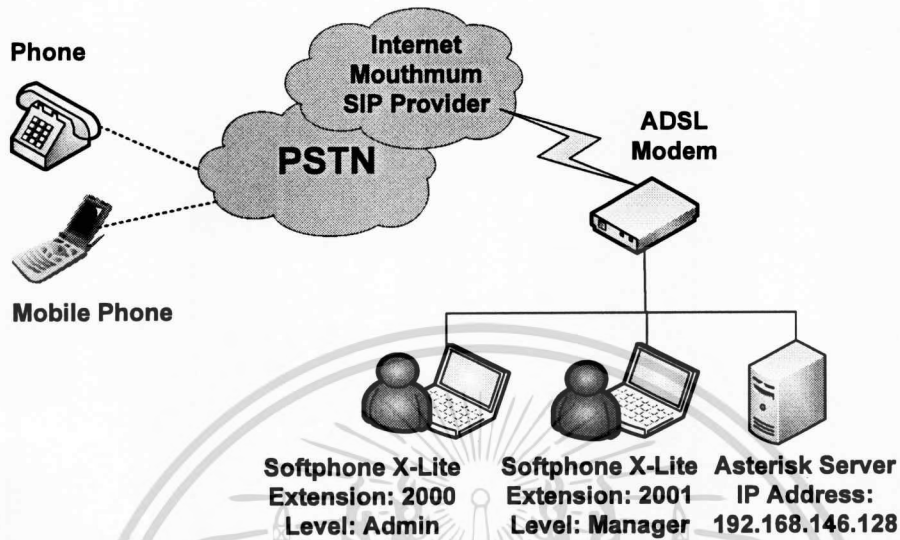 Phone
Internet
Mouthmum
SIP Provider
PSTN
ADSL
Modem
Mobile Phone
Softphone X-Lite
Extension: 2000
Level: Admin
Softphone X-Lite
Extension: 2001
Level: Manager
Asterisk Server
IP Address:
192.168.146.128